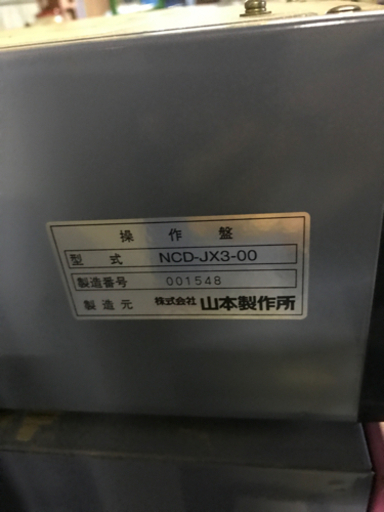 操作盤
型式 NCD-JX3-00
製造番号 001548
製造元 株式会社 山本製作所